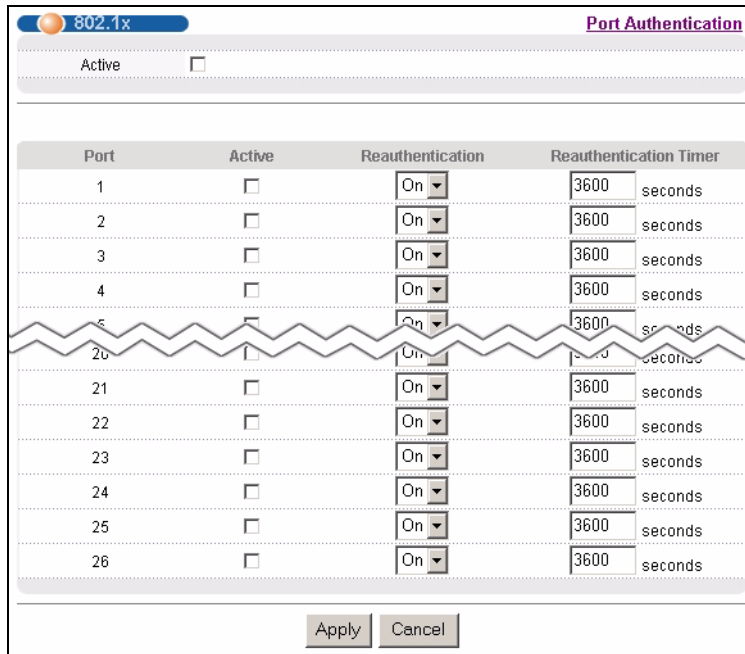 802.1x Port Authentication
Active
Port Active Reauthentication Reauthentication Timer
1 On 3600 seconds
2 On 3600 seconds
3 On 3600 seconds
4 On 3600 seconds
On 3600
21 On 3600 seconds
22 On 3600 seconds
23 On 3600 seconds
24 On 3600 seconds
25 On 3600 seconds
26 On 3600 seconds
Apply Cancel